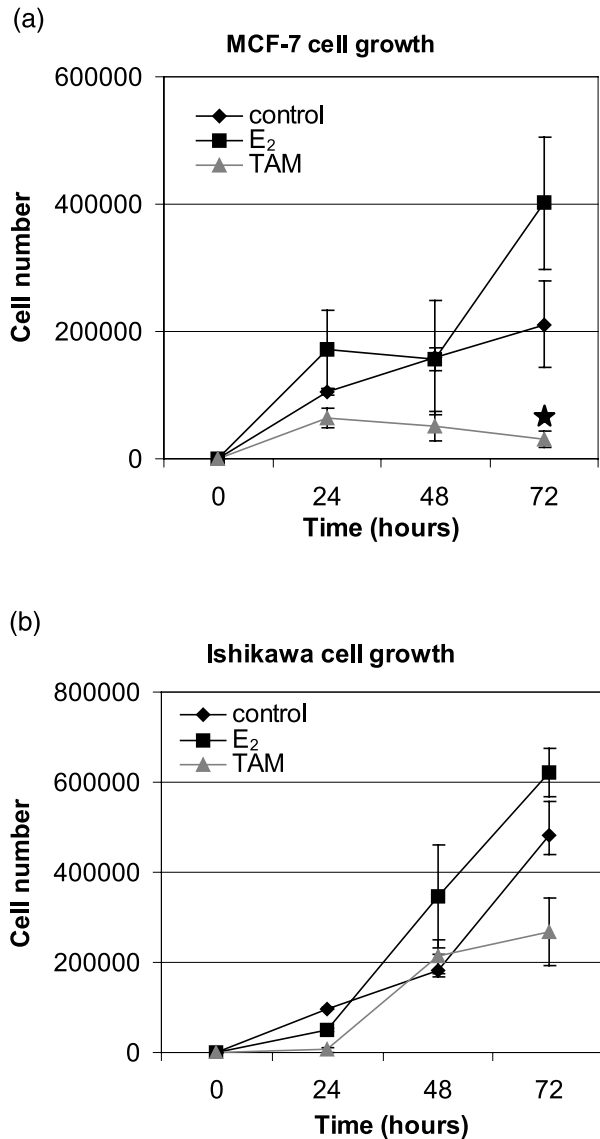 (a)
MCF-7 cell growth
600000
400000
200000
0
Cell number
control
E₂
TAM
0 24 48 72
Time (hours)
(b)
Ishikawa cell growth
800000
600000
400000
200000
0
Cell number
control
E₂
TAM
0 24 48 72
Time (hours)